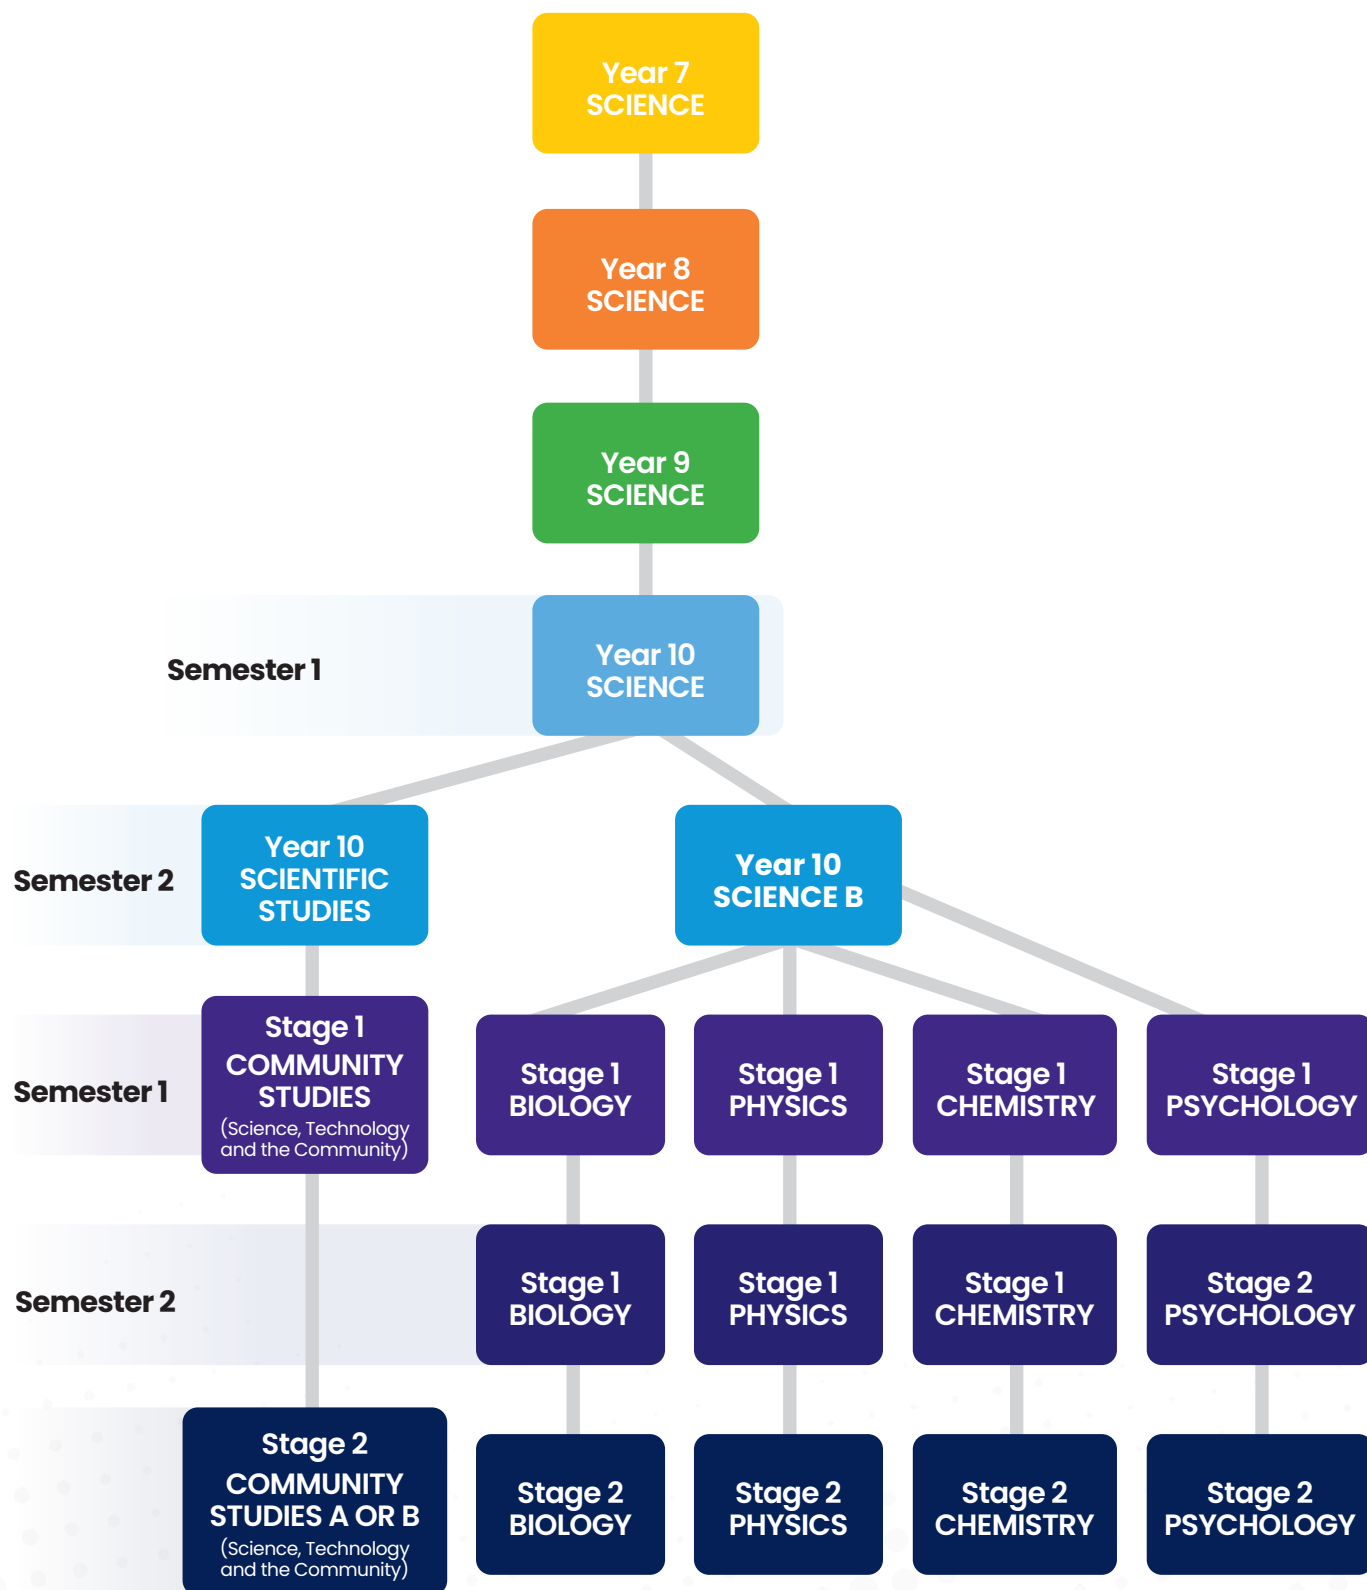 Year 7
SCIENCE
Year 8
SCIENCE
Year 9
SCIENCE
Semester 1
Year 10
SCIENCE
Semester 2
Year 10
SCIENTIFIC
STUDIES
Year 10
SCIENCE B
Semester 1
Stage 1
COMMUNITY
STUDIES
(Science, Technology
and the Community)
Stage 1
BIOLOGY
Stage 1
PHYSICS
Stage 1
CHEMISTRY
Stage 1
PSYCHOLOGY
Semester 2
Stage 1
BIOLOGY
Stage 1
PHYSICS
Stage 1
CHEMISTRY
Stage 2
PSYCHOLOGY
Stage 2
COMMUNITY
STUDIES A OR B
(Science, Technology
and the Community)
Stage 2
BIOLOGY
Stage 2
PHYSICS
Stage 2
CHEMISTRY
Stage 2
PSYCHOLOGY